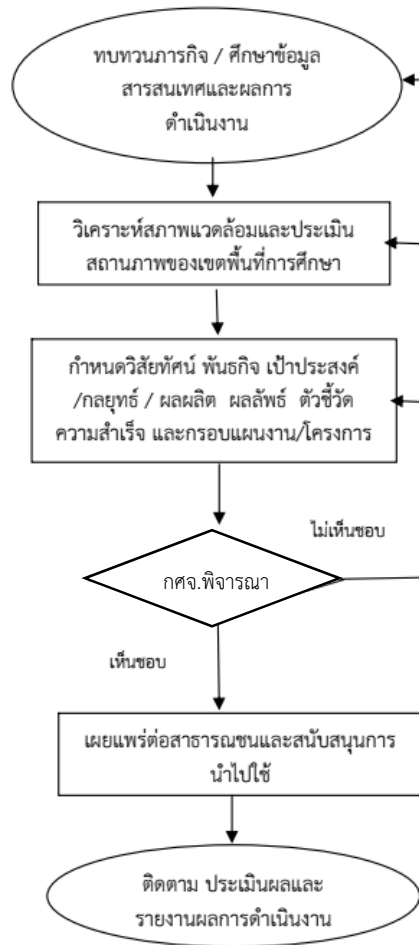 ทบทวนภารกิจ / ศึกษาข้อมูล
สารสนเทศและผลการ
ดำเนินงาน
วิเคราะห์สภาพแวดล้อมและประเมิน
สถานภาพของเขตพื้นที่การศึกษา
กำหนดวิสัยทัศน์ พันธกิจ เป้าประสงค์
/กลยุทธ์ / ผลผลิต ผลลัพธ์ ตัวชี้วัด
ความสำเร็จ และกรอบแผนงาน/โครงการ
ไม่เห็นชอบ
กศจ.พิจารณา
เห็นชอบ
เผยแพร่ต่อสาธารณชนและสนับสนุนการ
นำไปใช้
ติดตาม ประเมินผลและ
รายงานผลการดำเนินงาน